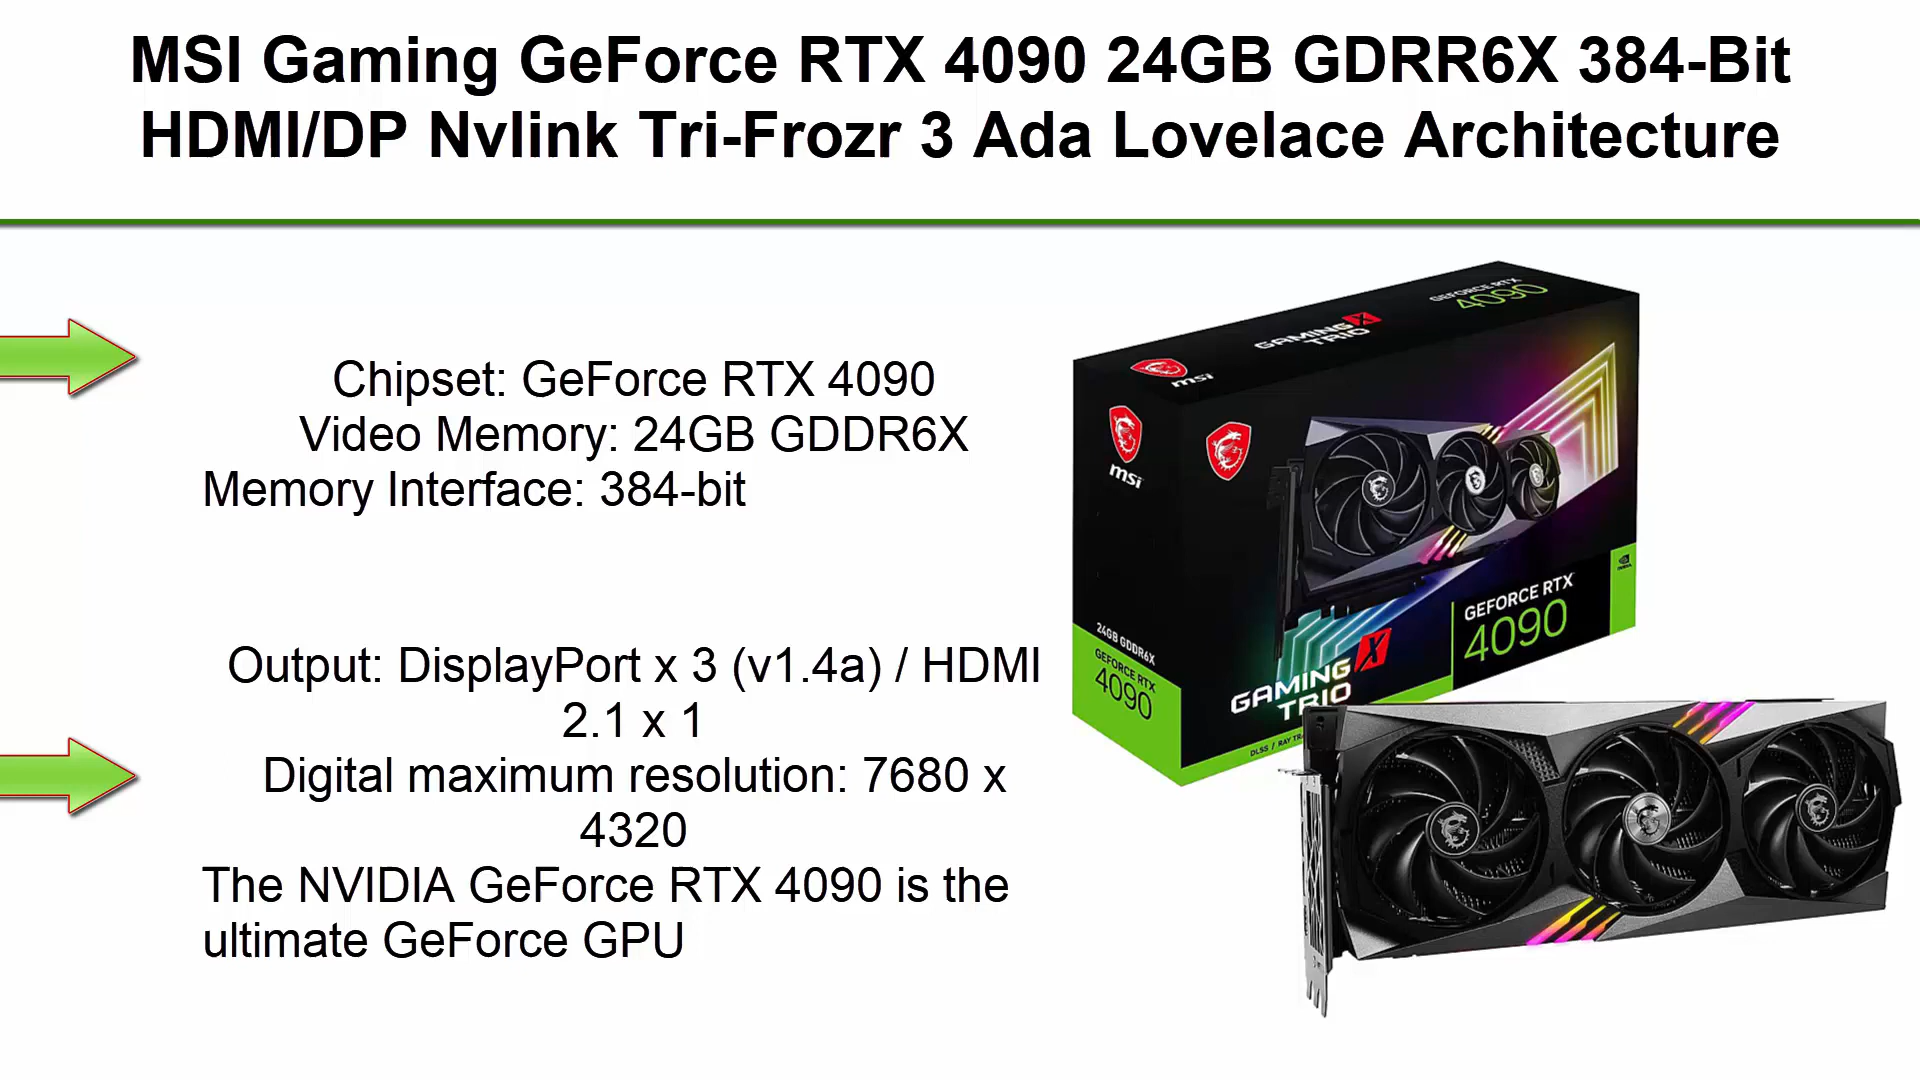 MSI Gaming GeForce RTX 4090 24GB GDRR6X 384-Bit
HDMI/DP Nvlink Tri-Frozr 3 Ada Lovelace Architecture
Chipset: GeForce RTX 4090
Video Memory: 24GB GDDR6X
Memory Interface: 384-bit
Output: DisplayPort x 3 (v1.4a) / HDMI
2.1 x 1
Digital maximum resolution: 7680 x
4320
The NVIDIA GeForce RTX 4090 is the
ultimate GeForce GPU
GEFORCE RTX
4090
GAMING X
TRIO
msi
msi
24GB GDDR6X
GEFORCE RTX
4090
GEFORCE RTX
4090
GAMING X
TRIO
DLSS / RAY
NVIDIA